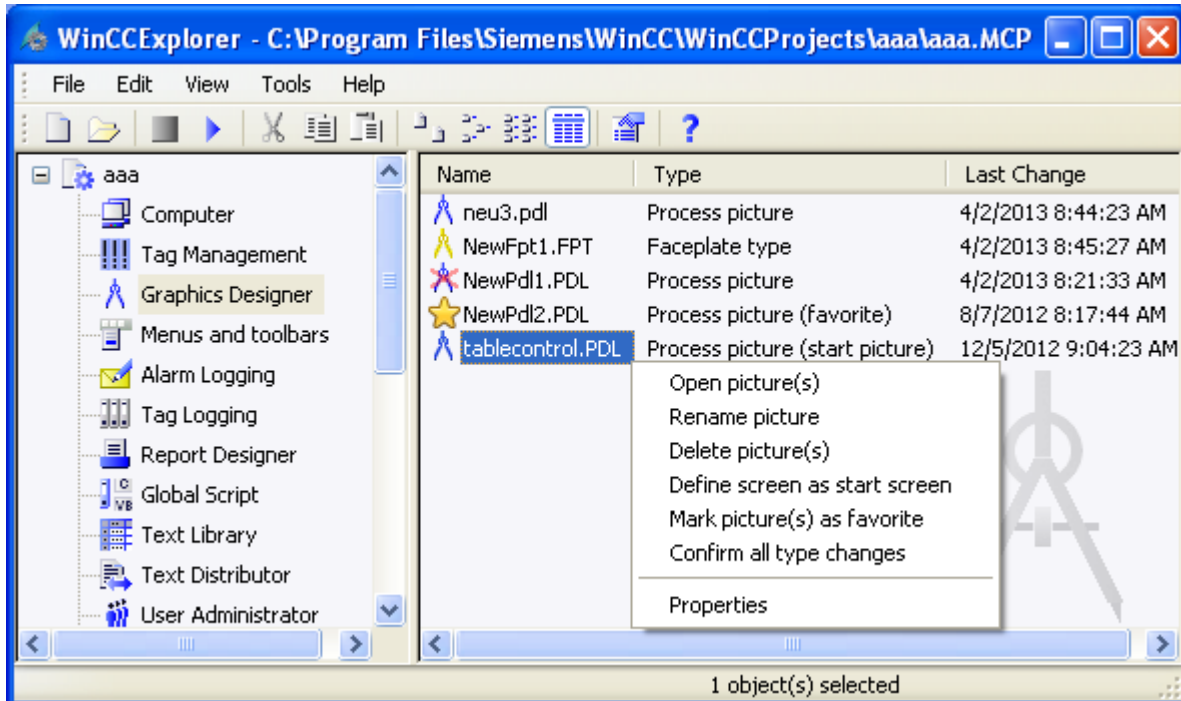 WinCCExplorer - C:\Program Files\Siemens\WinCC\WinCCProjects\aaa\aaa.MCP
File Edit View Tools Help
aaa
Computer
Tag Management
Graphics Designer
Menus and toolbars
Alarm Logging
Tag Logging
Report Designer
Global Script
Text Library
Text Distributor
User Administrator
Name Type Last Change
neu3.pdl Process picture 4/2/2013 8:44:23 AM
NewFpt1.FPT Faceplate type 4/2/2013 8:45:27 AM
NewPdl1.PDL Process picture 4/2/2013 8:21:33 AM
NewPdl2.PDL Process picture (favorite) 8/7/2012 8:17:44 AM
tablecontrol.PDL Process picture (start picture) 12/5/2012 9:04:23 AM
Open picture(s)
Rename picture
Delete picture(s)
Define screen as start screen
Mark picture(s) as favorite
Confirm all type changes
Properties
1 object(s) selected